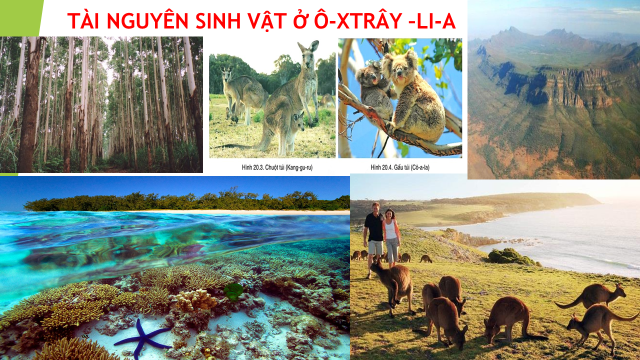 TÀI NGUYÊN SINH VẬT Ở Ô-XTRÂY –LI-A
Hình 20.3. Chuột túi (Kang-gu-ru)
Hình 20.4. Gấu túi (Cô-a-la)